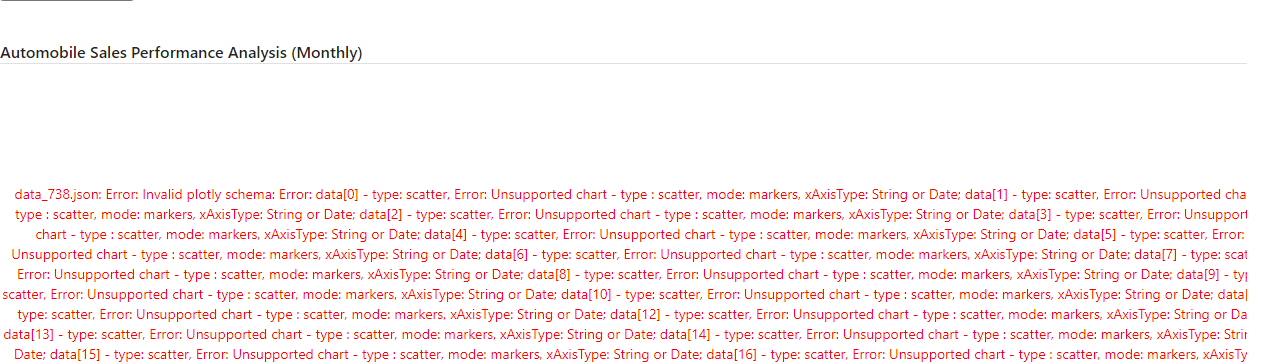 Automobile Sales Performance Analysis (Monthly)
data_738.json: Error: Invalid plotly schema: Error: data[0] - type: scatter, Error: Unsupported chart - type : scatter, mode: markers, xAxisType: String or Date; data[1] - type: scatter, Error: Unsupported cha
type : scatter, mode: markers, xAxisType: String or Date; data[2] - type: scatter, Error: Unsupported chart - type : scatter, mode: markers, xAxisType: String or Date; data[3] - type: scatter, Error: Unsupport
chart - type : scatter, mode: markers, xAxisType: String or Date; data[4] - type: scatter, Error: Unsupported chart - type : scatter, mode: markers, xAxisType: String or Date; data[5] - type: scatter, Error:
Unsupported chart - type : scatter, mode: markers, xAxisType: String or Date; data[6] - type: scatter, Error: Unsupported chart - type : scatter, mode: markers, xAxisType: String or Date; data[7] - type: scat
Error: Unsupported chart - type : scatter, mode: markers, xAxisType: String or Date; data[8] - type: scatter, Error: Unsupported chart - type : scatter, mode: markers, xAxisType: String or Date; data[9] - typ
scatter, Error: Unsupported chart - type : scatter, mode: markers, xAxisType: String or Date; data[10] - type: scatter, Error: Unsupported chart - type : scatter, mode: markers, xAxisType: String or Date; data[
type: scatter, Error: Unsupported chart - type : scatter, mode: markers, xAxisType: String or Date; data[12] - type: scatter, Error: Unsupported chart - type : scatter, mode: markers, xAxisType: String or Da
data[13] - type: scatter, Error: Unsupported chart - type : scatter, mode: markers, xAxisType: String or Date; data[14] - type: scatter, Error: Unsupported chart - type : scatter, mode: markers, xAxisType: Strin
Date; data[15] - type: scatter, Error: Unsupported chart - type : scatter, mode: markers, xAxisType: String or Date; data[16] - type: scatter, Error: Unsupported chart - type : scatter, mode: markers, xAxisTy